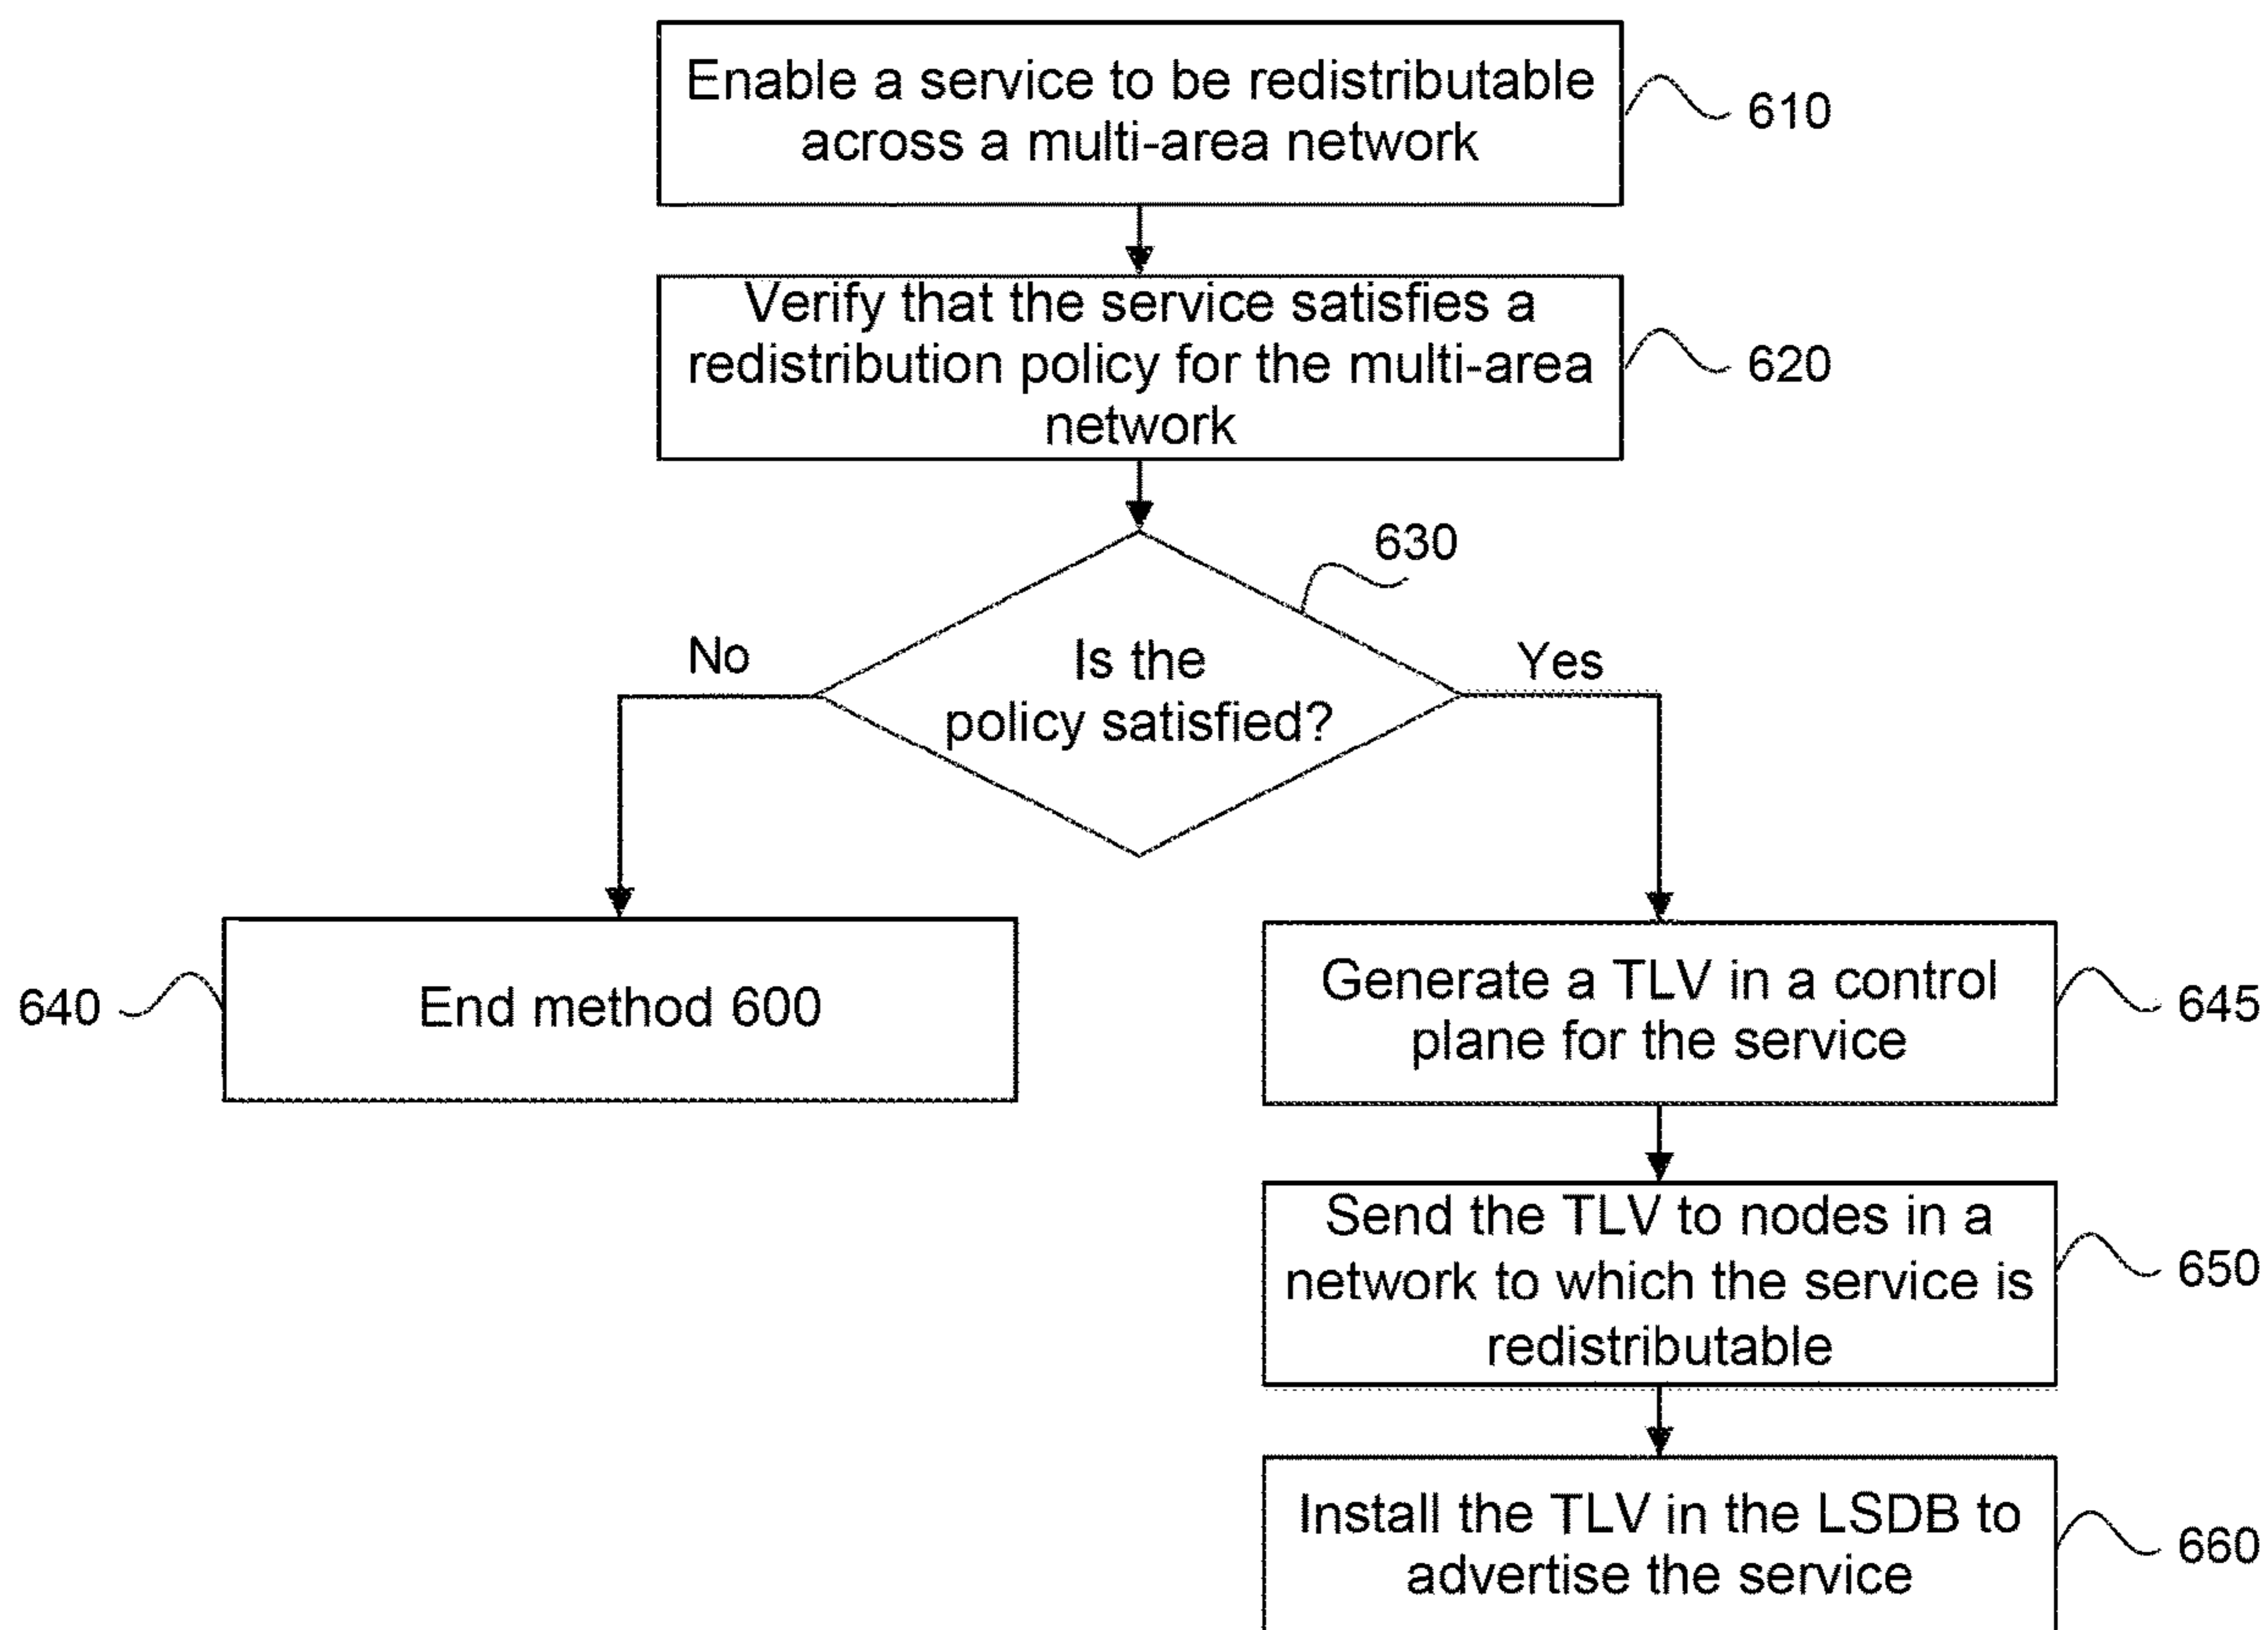 Enable a service to be redistributable
across a multi-area network
610
Verify that the service satisfies a
redistribution policy for the multi-area
network
620
630
Is the
policy satisfied?
No
Yes
End method 600
640
Generate a TLV in a control
plane for the service
645
Send the TLV to nodes in a
network to which the service is
redistributable
650
Install the TLV in the LSDB to
advertise the service
660